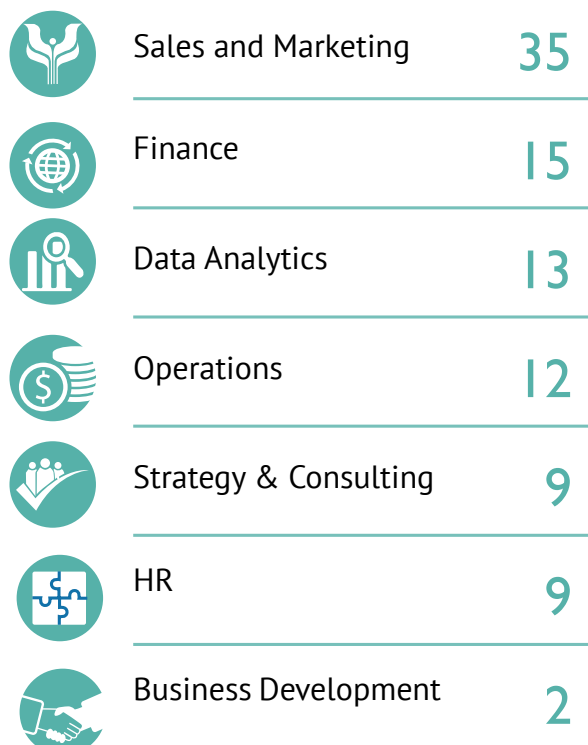 Sales and Marketing 35
Finance 15
Data Analytics 13
$ Operations 12
Strategy & Consulting 9
HR 9
Business Development 2